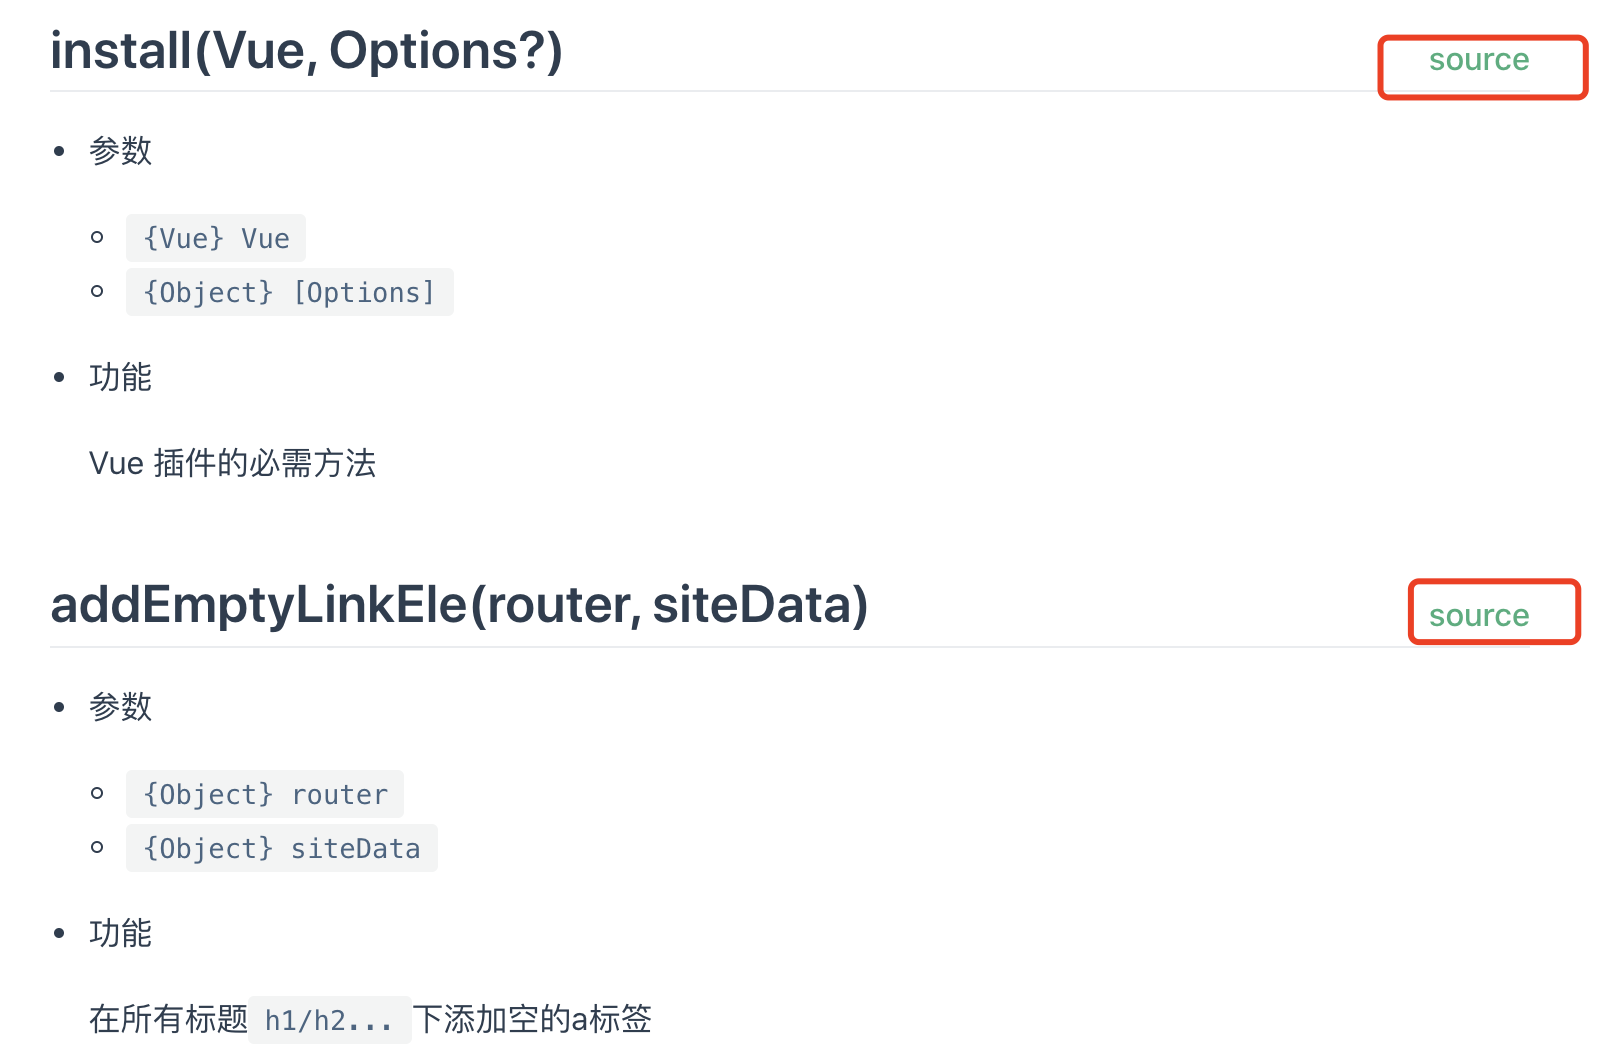 install(Vue, Options?) source
参数
{Vue} Vue
{Object} [Options]
功能
Vue 插件的必需方法
addEmptyLinkEle(router, siteData) source
参数
{Object} router
{Object} siteData
功能
在所有标题 h1/h2... 下添加空的a标签